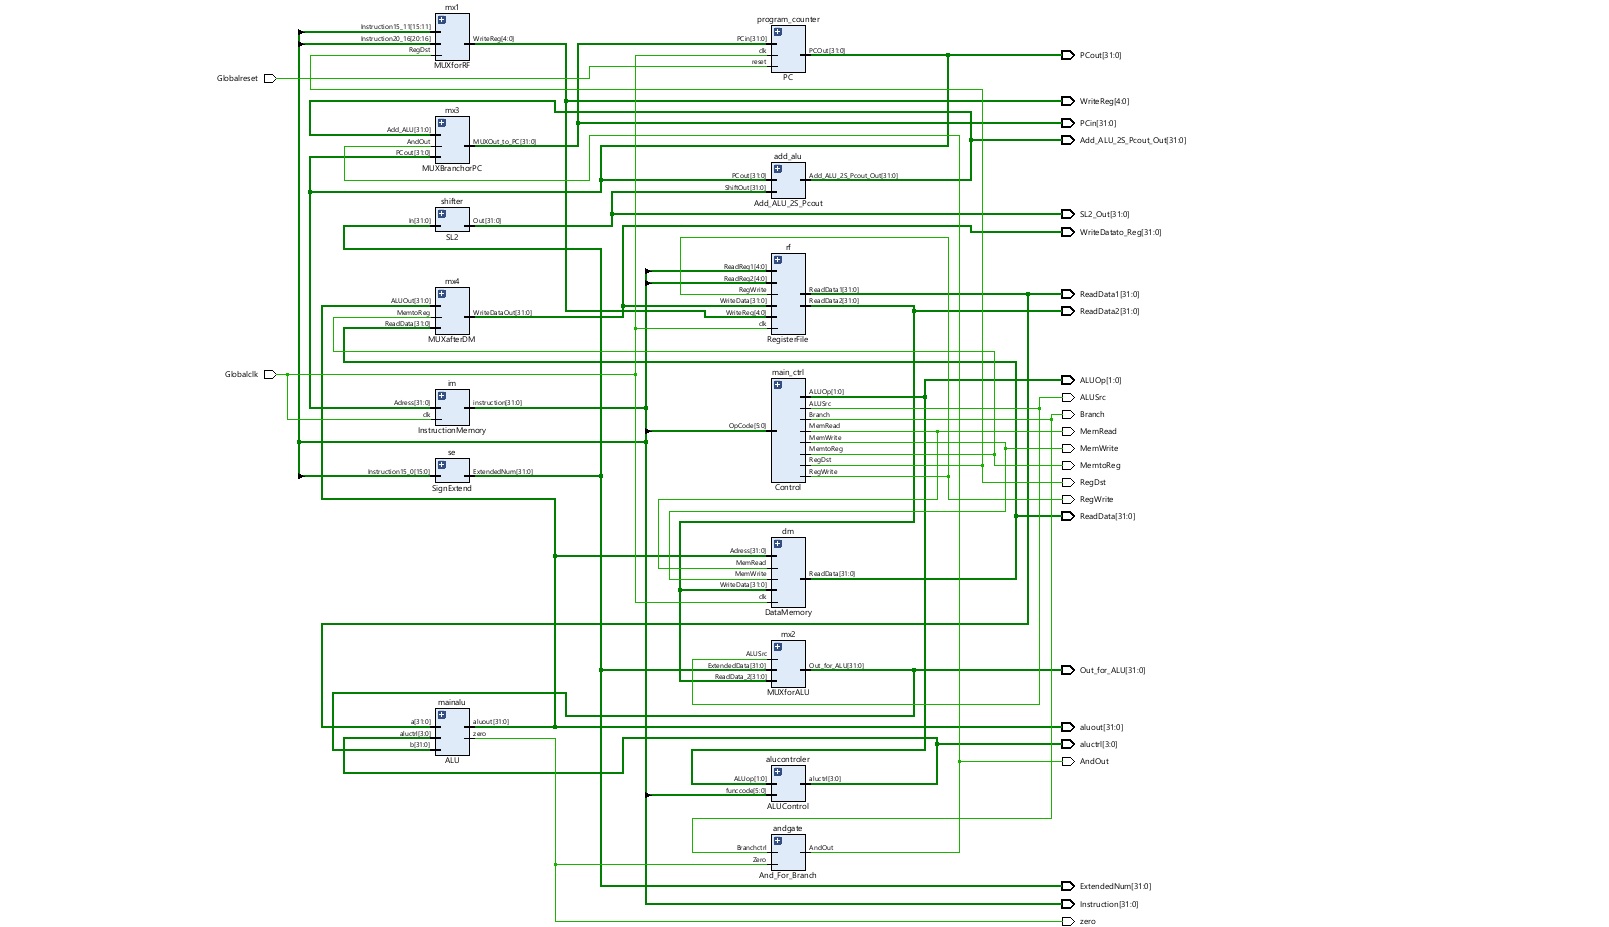 mx1
Instruction15_11[15:11]
Instruction20_16[20:16]
RegDst
WriteReg[4:0]
MUXforRF
Globalreset
mx3
Add_ALU[31:0]
AndOut
PCout[31:0]
MUXOut_to_PC[31:0]
MUXBranchorPC
shifter
In[31:0]
Out[31:0]
SL2
mx4
ALUOut[31:0]
MemtoReg
ReadData[31:0]
WriteDataOut[31:0]
MUXafterDM
Globalclk
im
Adress[31:0]
clk
instruction[31:0]
InstructionMemory
se
Instruction15_0[15:0]
ExtendedNum[31:0]
SignExtend
mainalu
a[31:0]
aluctrl[3:0]
b[31:0]
aluout[31:0]
zero
ALU
program_counter
PCin[31:0]
clk
reset
PCOut[31:0]
PC
add_alu
PCout[31:0]
ShiftOut[31:0]
Add_ALU_2S_Pcout_Out[31:0]
Add_ALU_2S_Pcout
rf
ReadReg1[4:0]
ReadReg2[4:0]
RegWrite
WriteData[31:0]
WriteReg[4:0]
clk
ReadData1[31:0]
ReadData2[31:0]
RegisterFile
main_ctrl
OpCode[5:0]
ALUOp[1:0]
ALUSrc
Branch
MemRead
MemWrite
MemtoReg
RegDst
RegWrite
Control
dm
Adress[31:0]
MemRead
MemWrite
WriteData[31:0]
clk
ReadData[31:0]
DataMemory
mx2
ALUSrc
ExtendedData[31:0]
ReadData_2[31:0]
Out_for_ALU[31:0]
MUXforALU
alucontroler
ALUop[1:0]
funccode[5:0]
aluctrl[3:0]
ALUControl
andgate
Branchctrl
Zero
AndOut
And_For_Branch
PCout[31:0]
WriteReg[4:0]
PCin[31:0]
Add_ALU_2S_Pcout_Out[31:0]
SL2_Out[31:0]
WriteDatato_Reg[31:0]
ReadData1[31:0]
ReadData2[31:0]
ALUOp[1:0]
ALUSrc
Branch
MemRead
MemWrite
MemtoReg
RegDst
RegWrite
ReadData[31:0]
Out_for_ALU[31:0]
aluout[31:0]
aluctrl[3:0]
AndOut
ExtendedNum[31:0]
Instruction[31:0]
zero